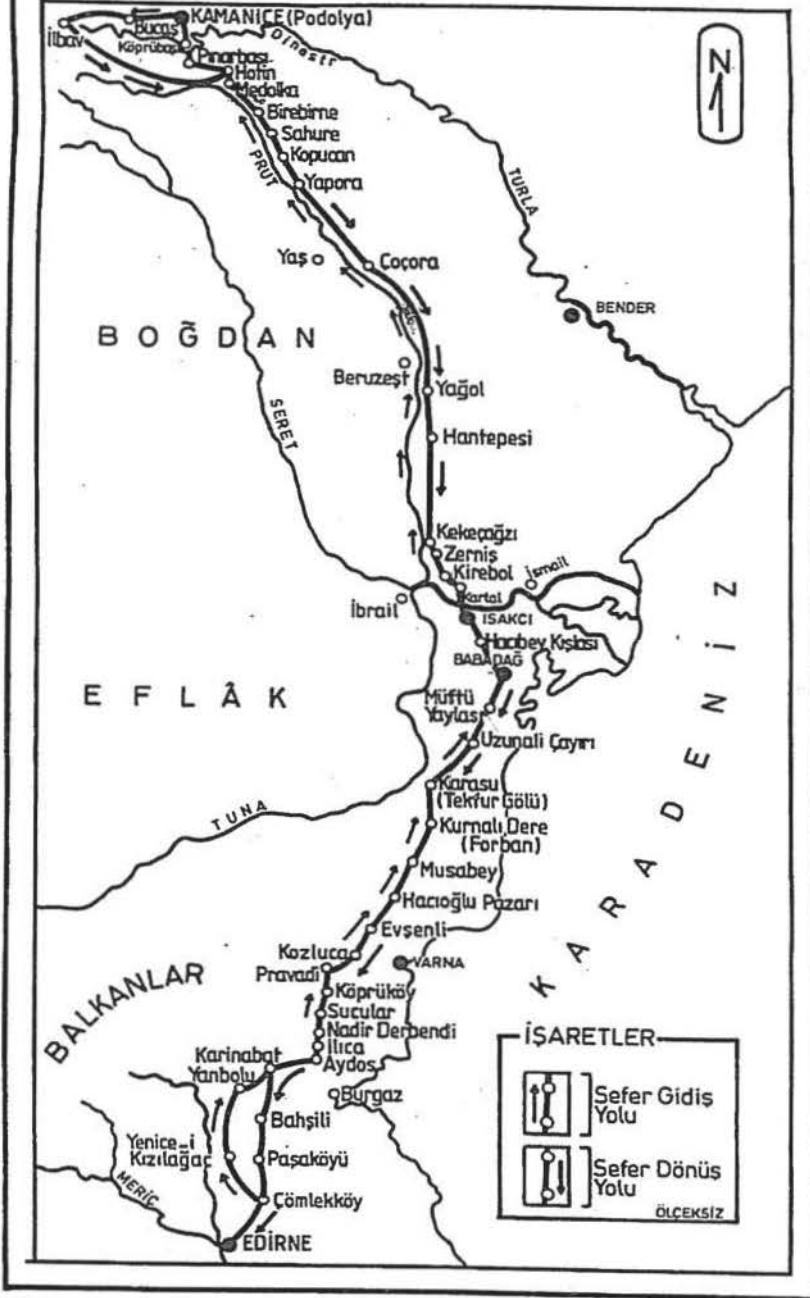 KAMANİCE (Podolya)
Bucaş
İlbav
Köprübaşı
Pınarbaşı
Dinestr
Hotin
Medolka
Birebirne
Sahure
Kopucan
PRUT
Yapora
N
TURLA
Yaş
Çoçora
BENDER
BOĞDAN
Beruzeşt
Yağol
SERET
Hantepesi
Kekeçağzı
Zerniş
Kirebol
İsmail
Kartal
İbrail
ISAKCI
Hacıbey Kışlası
BABADAĞ
EFLÂK
Müftü
Yaylası
Uzunali Çayırı
KARADENİZ
Karasu
(Tekfur Gölü)
TUNA
Kurnalı Dere
(Forban)
Musabey
Hacıoğlu Pazarı
Evşenli
Kozluca
VARNA
Pravadi
BALKANLAR
Köprüköy
Sucular
Nadir Derbendi
Ilıca
Aydos
Karinabat
Yanbolu
Burgaz
Bahşili
Yenice-i
Kızılağaç
Paşaköyü
MERİÇ
Çömlekköy
EDİRNE
İŞARETLER
Sefer Gidiş
Yolu
Sefer Dönüş
Yolu
ÖLÇEKSİZ